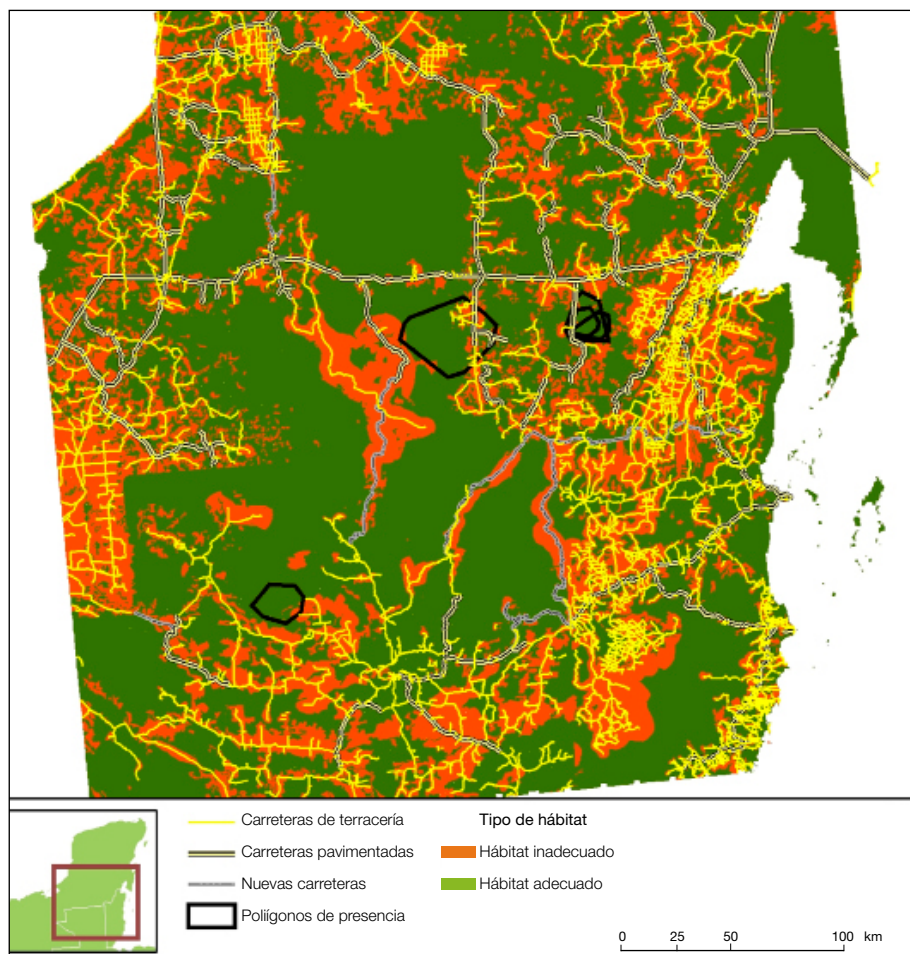 Carreteras de terracería
Carreteras pavimentadas
Nuevas carreteras
Poliígonos de presencia
Tipo de hábitat
Hábitat inadecuado
Hábitat adecuado
0 25 50 100 km